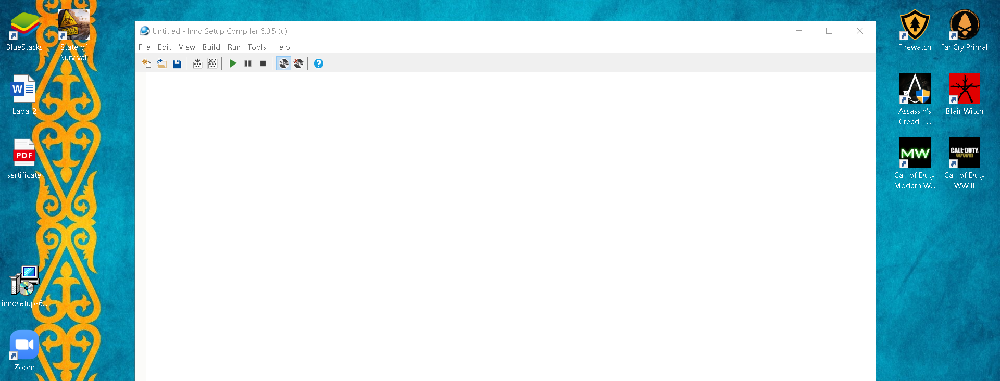 BlueStacks
State of
Survival
W
Laba_2
PDF
sertificate
innosetup-6...
Zoom
Untitled - Inno Setup Compiler 6.0.5 (u)
File Edit View Build Run Tools Help
Firewatch
Far Cry Primal
Assassin's
Creed - ...
Blair Witch
MW
Call of Duty
Modern W...
CALL OF DUTY
WWII
Call of Duty
WW II